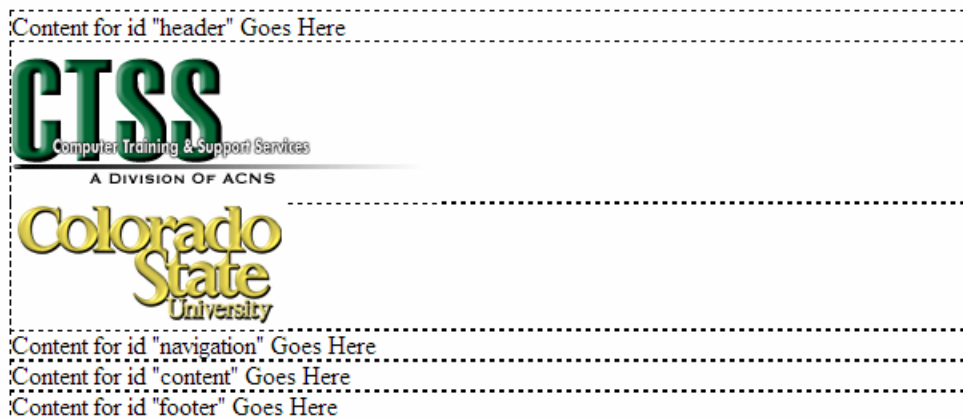 Content for id "header" Goes Here
CTSS
Computer Training & Support Services
A DIVISION OF ACNS
Colorado
State
University
Content for id "navigation" Goes Here
Content for id "content" Goes Here
Content for id "footer" Goes Here